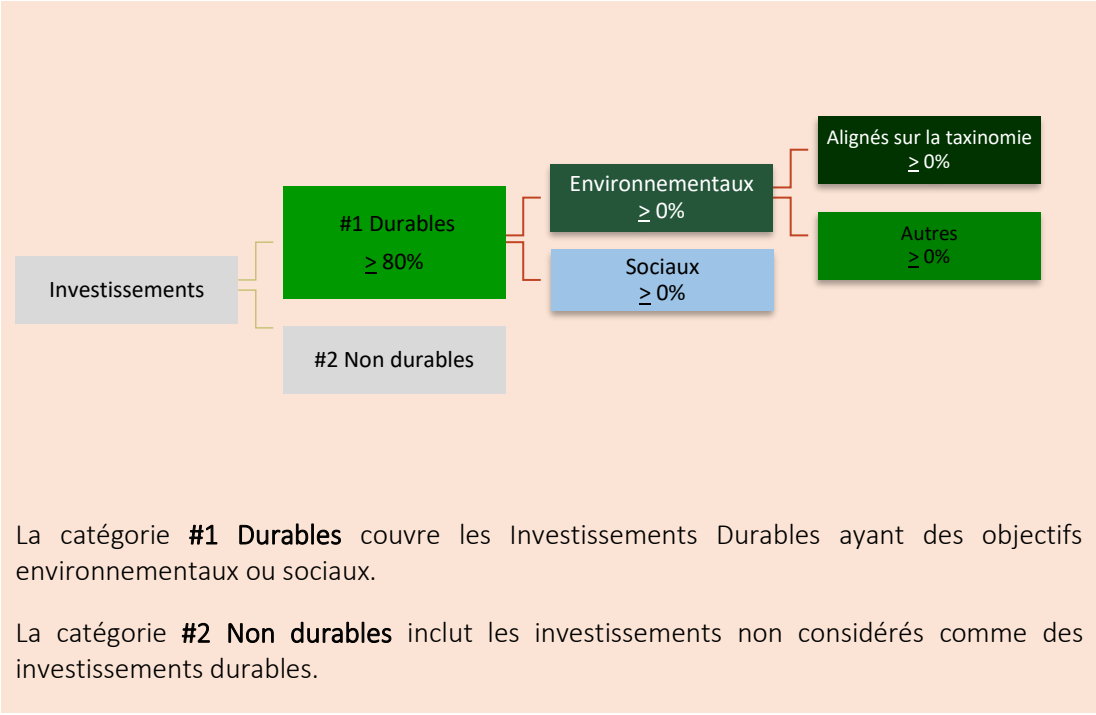 Investissements
#1 Durables
≥ 80%
#2 Non durables
Environnementaux
≥ 0%
Sociaux
≥ 0%
Alignés sur la taxinomie
≥ 0%
Autres
≥ 0%
La catégorie #1 Durables couvre les Investissements Durables ayant des objectifs
environnementaux ou sociaux.
La catégorie #2 Non durables inclut les investissements non considérés comme des
investissements durables.